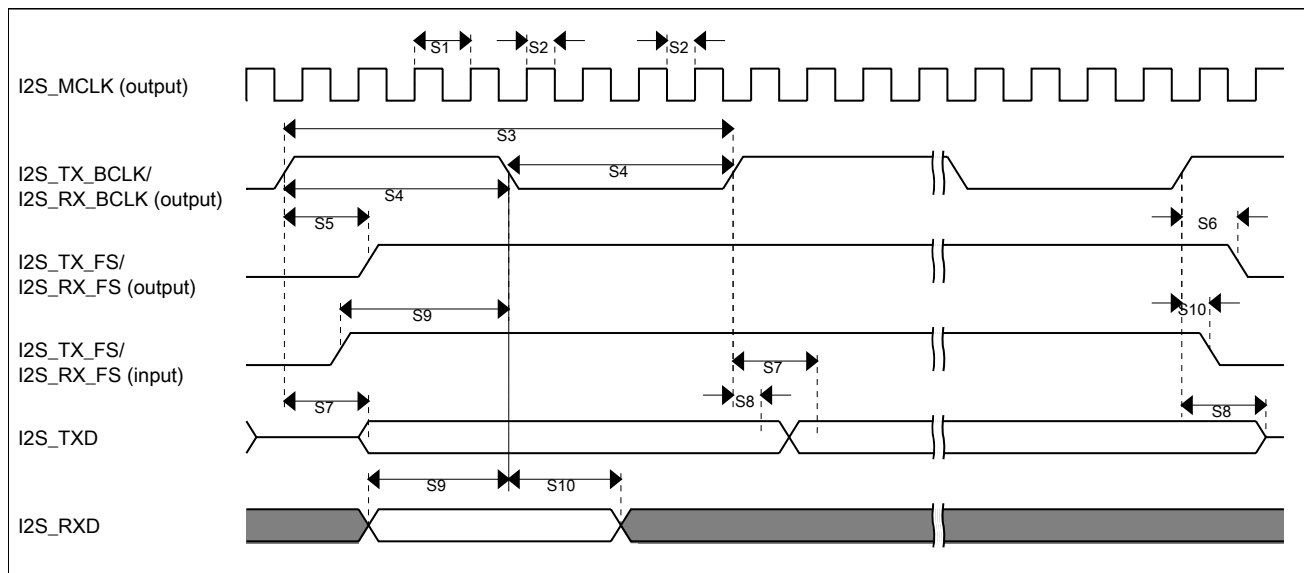 S1
S2
S2
I2S_MCLK (output)
S3
I2S_TX_BCLK/
I2S_RX_BCLK (output)
S4
S4
S5
S6
I2S_TX_FS/
I2S_RX_FS (output)
S9
S10
I2S_TX_FS/
I2S_RX_FS (input)
S7
S7
S8
S8
I2S_TXD
S9
S10
I2S_RXD